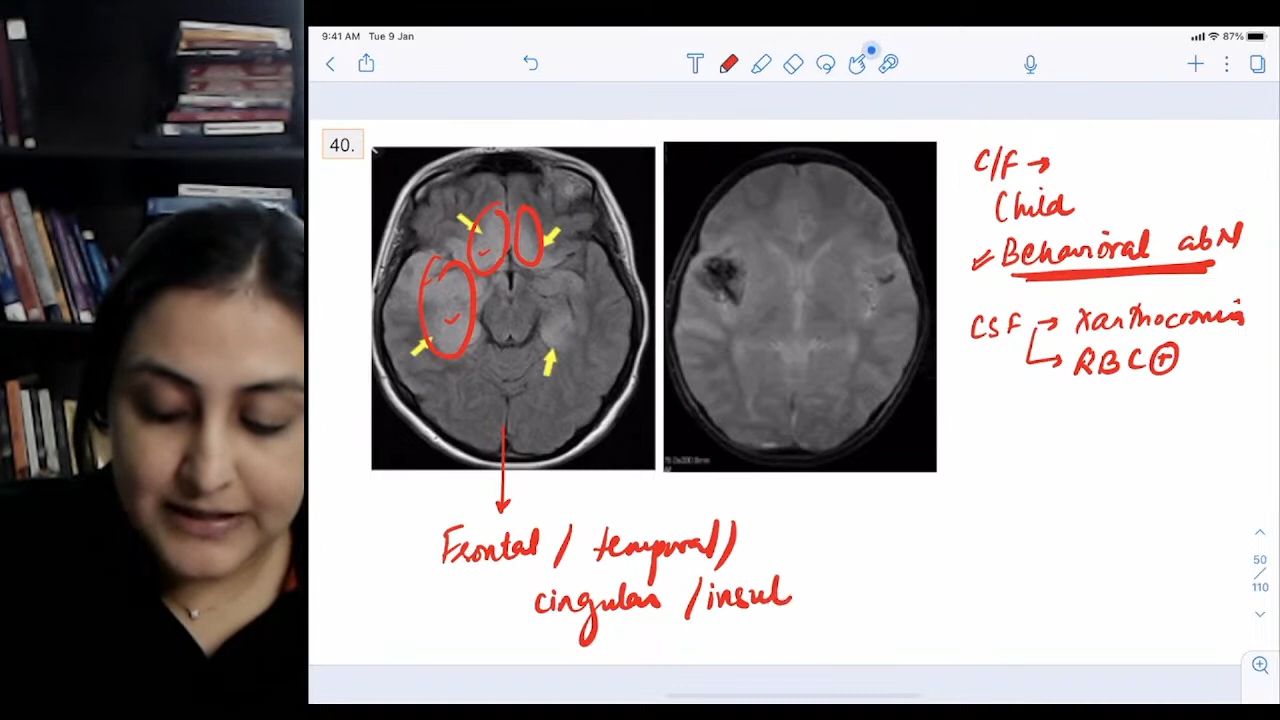 9:41 AM Tue 9 Jan
87%
40.
C/F →
Child
Behavioral abN
CSF → Xanthocromia
→ RBC +
Frontal / temporal /
cingular / insul
50
/
110